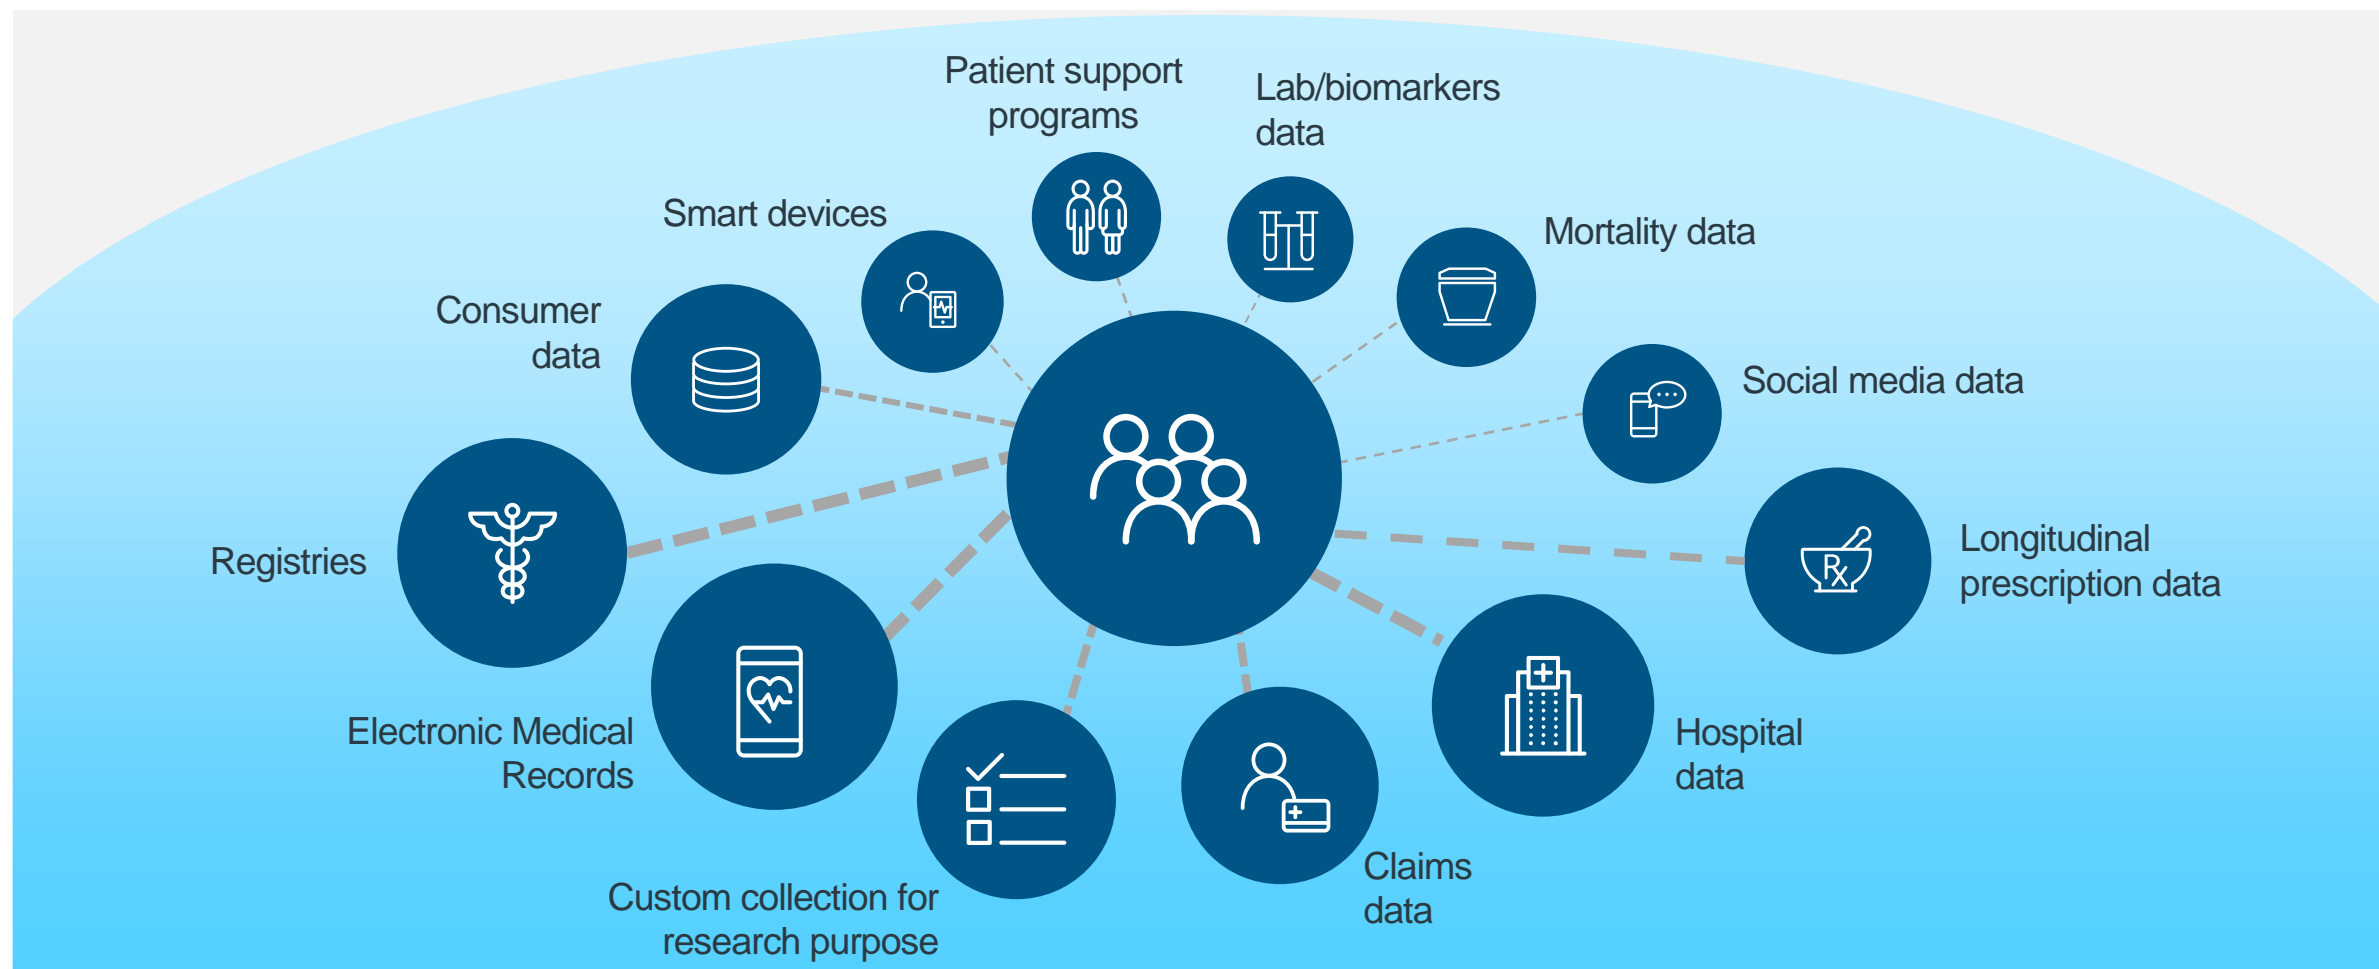 Patient support
programs
Lab/biomarkers
data
Smart devices
Mortality data
Consumer
data
Social media data
Registries
Longitudinal
prescription data
Electronic Medical
Records
Hospital
data
Custom collection for
research purpose
Claims
data
Rx